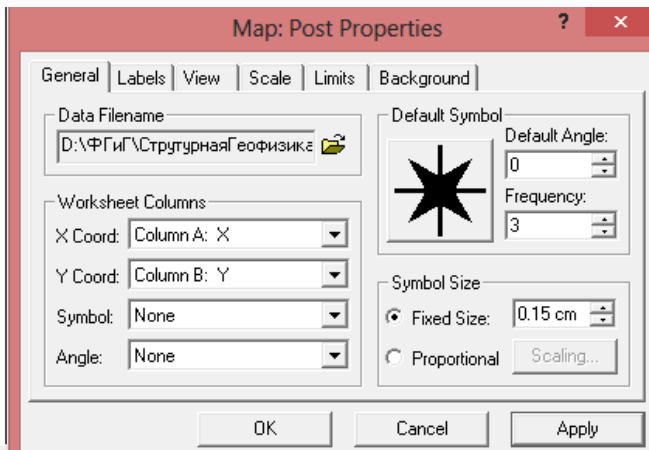 Map: Post Properties ? ×
General Labels View Scale Limits Background
Data Filename
D:\ФГиГ\СтрутурнаяГеофизика
Worksheet Columns
X Coord: Column A: X
Y Coord: Column B: Y
Symbol: None
Angle: None
Default Symbol
Default Angle:
0
Frequency:
3
Symbol Size
Fixed Size: 0.15 cm
Proportional Scaling...
OK Cancel Apply